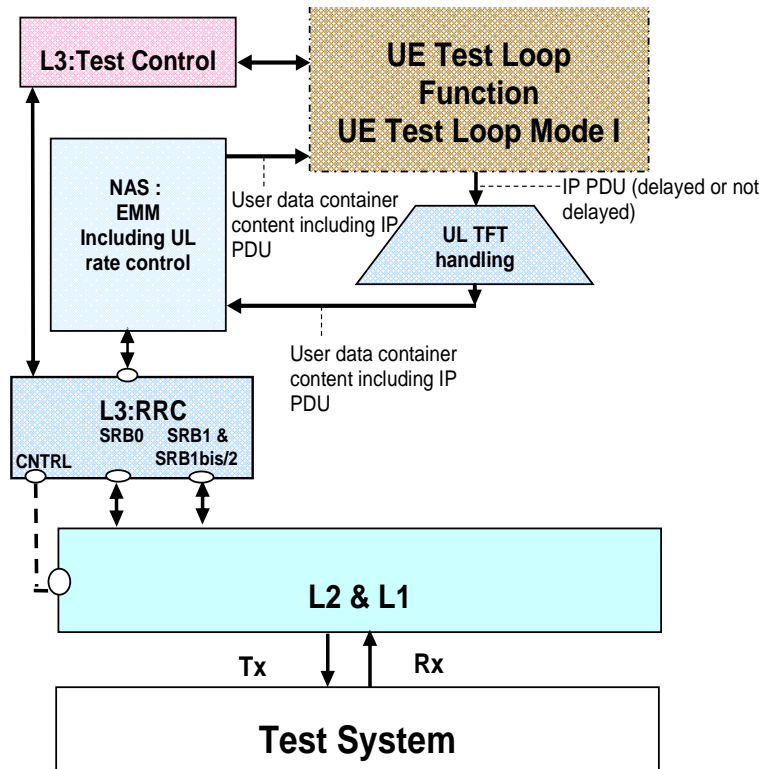 L3:Test Control
UE Test Loop
Function
UE Test Loop Mode I
NAS :
EMM
Including UL
rate control
User data container
content including IP
PDU
IP PDU (delayed or not
delayed)
UL TFT
handling
User data container
content including IP
PDU
L3:RRC
SRB0
SRB1 &
SRB1bis/2
CNTRL
L2 & L1
Tx
Rx
Test System